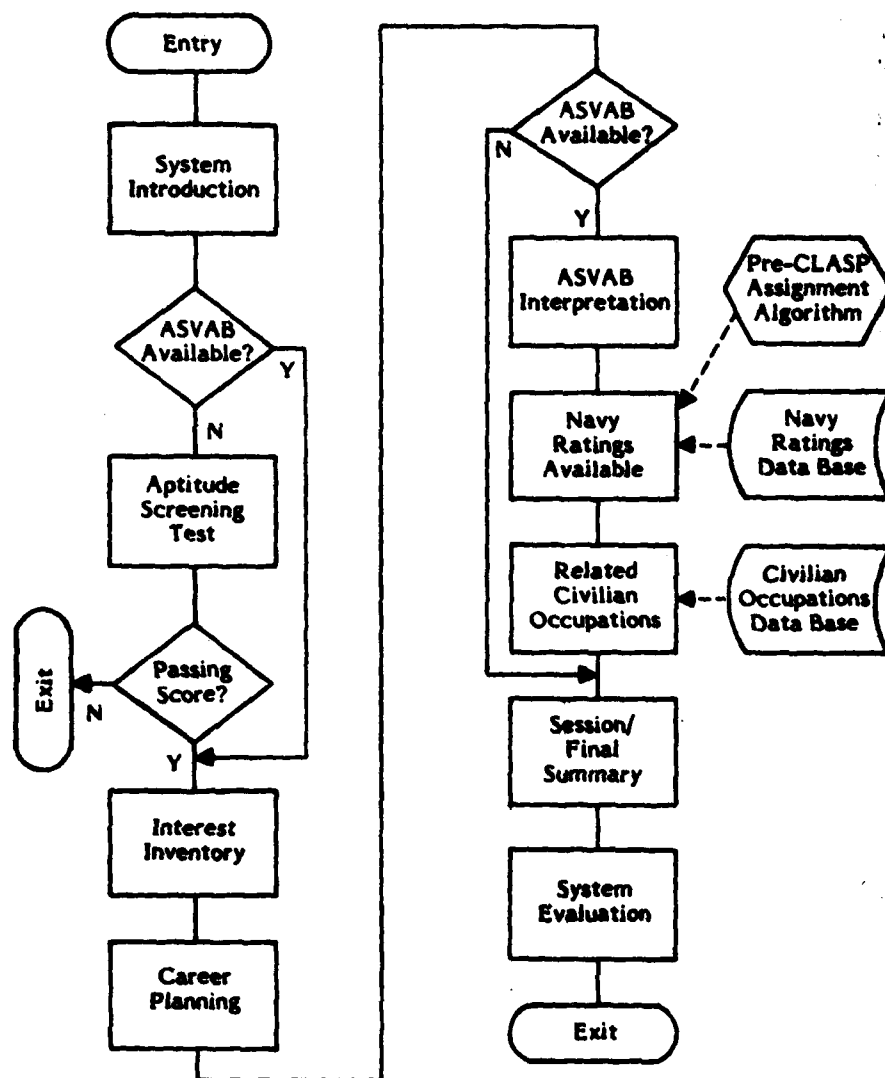 Entry
System
Introduction
ASVAB
Available?
Y
N
Aptitude
Screening
Test
Passing
Score?
Exit
N
Y
Interest
Inventory
Career
Planning
ASVAB
Available?
N
Y
ASVAB
Interpretation
Pre-CLASP
Assignment
Algorithm
Navy
Ratings
Available
Navy
Ratings
Data Base
Related
Civilian
Occupations
Civilian
Occupations
Data Base
Session/
Final
Summary
System
Evaluation
Exit